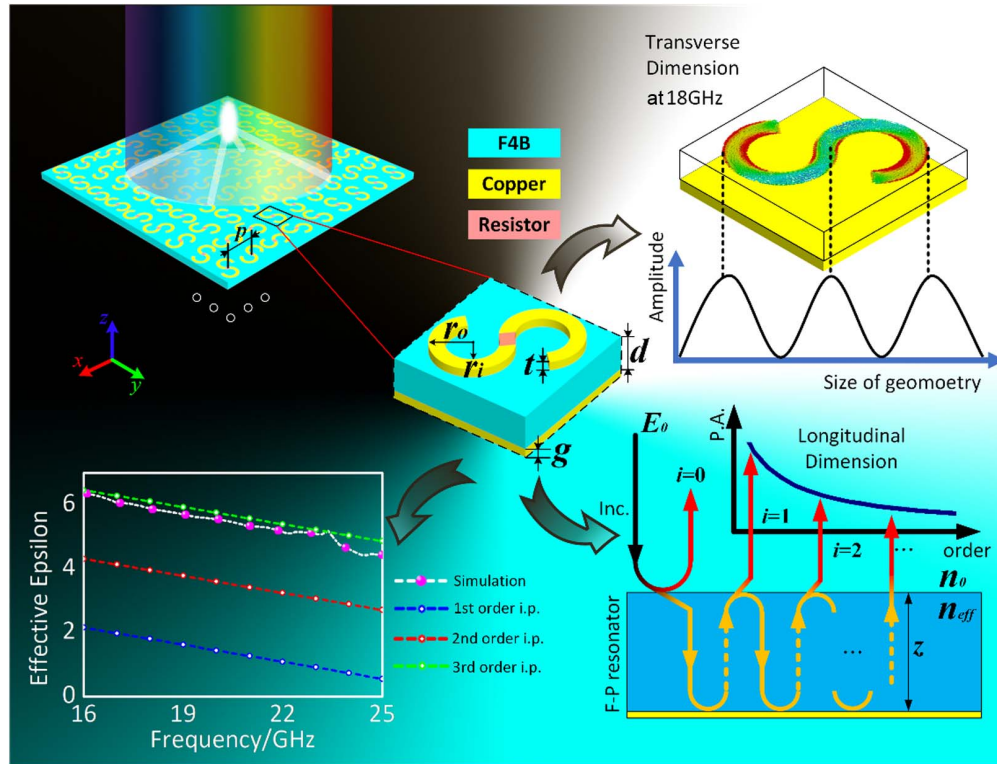 Transverse
Dimension
at 18GHz
F4B
Copper
Resistor
p
z
x
y
ro
ri
t
d
g
Amplitude
Size of geomoetry
E0
Inc.
i=0
P.A.
Longitudinal
Dimension
i=1
i=2
...
order
n0
neff
z
...
F-P resonator
Effective Epsilon
6
4
2
0
16
19
22
25
Frequency/GHz
Simulation
1st order i.p.
2nd order i.p.
3rd order i.p.